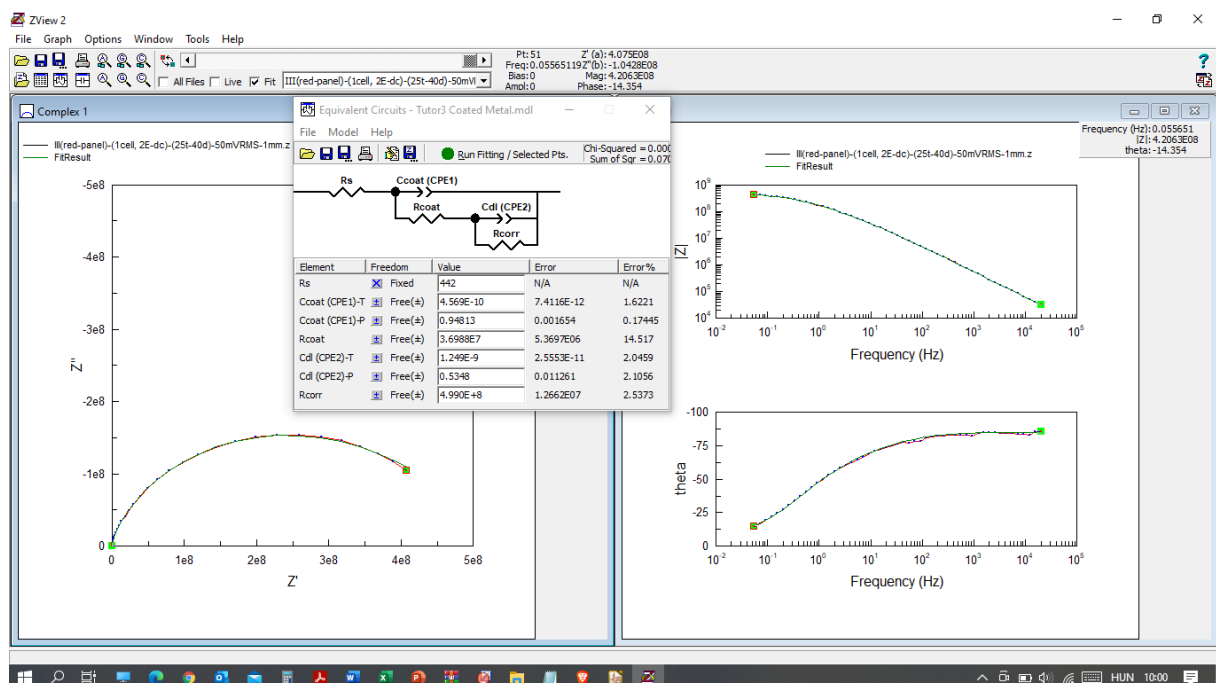 ZView 2
File Graph Options Window Tools Help
Pt:51 Z' (a):4.075E08
Freq:0.05565119Z"(b):-1.0428E08
Bias:0 Mag:4.2063E08
Ampl:0 Phase:-14.354
All Files Live Fit III(red-panel)-(1cell, 2E-dc)-(25t-40d)-50mVI
Complex 1
III(red-panel)-(1cell, 2E-dc)-(25t-40d)-50mVRMS-1mm.z
FitResult
-5e8
-4e8
-3e8
-2e8
-1e8
0
Z''
0 1e8 2e8 3e8 4e8 5e8
Z'
Equivalent Circuits - Tutor3 Coated Metal.mdl
File Model Help
Run Fitting / Selected Pts.
Chi-Squared = 0.000
Sum of Sqr = 0.070
Rs Ccoat (CPE1)
Rcoat Cdl (CPE2)
Rcorr
Element Freedom Value Error Error%
Rs Fixed 442 N/A N/A
Ccoat (CPE1)-T Free(±) 4.569E-10 7.4116E-12 1.6221
Ccoat (CPE1)-P Free(±) 0.94813 0.001654 0.17445
Rcoat Free(±) 3.6988E7 5.3697E06 14.517
Cdl (CPE2)-T Free(±) 1.249E-9 2.5553E-11 2.0459
Cdl (CPE2)-P Free(±) 0.5348 0.011261 2.1056
Rcorr Free(±) 4.990E+8 1.2662E07 2.5373
Frequency (Hz):0.055651
|Z|:4.2063E08
theta:-14.354
III(red-panel)-(1cell, 2E-dc)-(25t-40d)-50mVRMS-1mm.z
FitResult
10⁹
10⁸
10⁷
10⁶
10⁵
10⁴
|Z|
10⁻² 10⁻¹ 10⁰ 10¹ 10² 10³ 10⁴ 10⁵
Frequency (Hz)
-100
-75
-50
-25
0
theta
10⁻² 10⁻¹ 10⁰ 10¹ 10² 10³ 10⁴ 10⁵
Frequency (Hz)
HUN 10:00